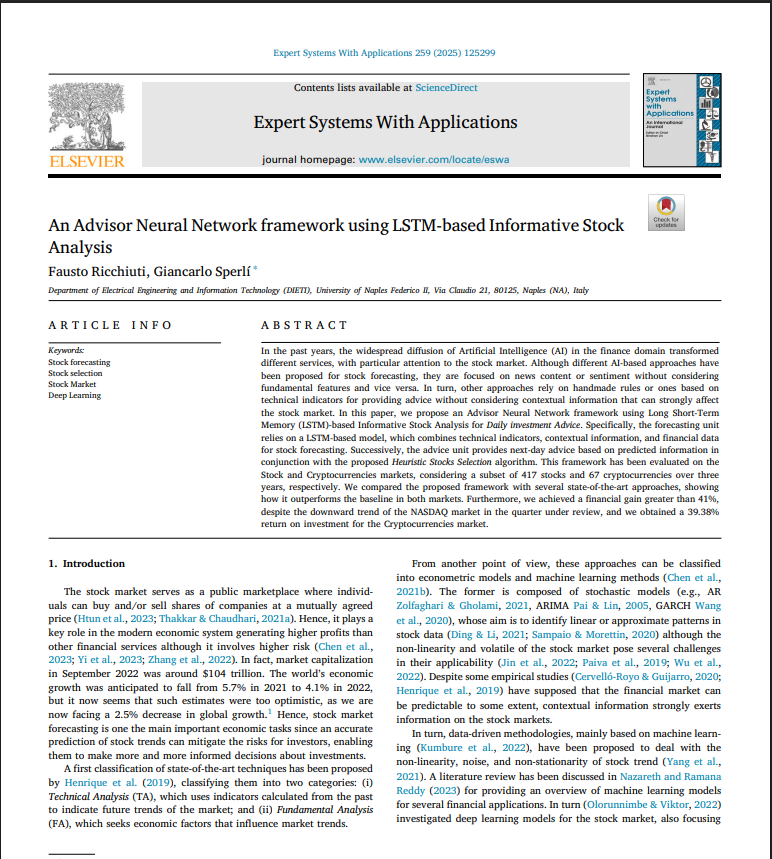 Expert Systems With Applications 259 (2025) 125299
Contents lists available at ScienceDirect
Expert Systems With Applications
journal homepage: www.elsevier.com/locate/eswa
ELSEVIER
Expert
Systems
with
Applications
An International
Journal
Check for
updates
An Advisor Neural Network framework using LSTM-based Informative Stock
Analysis
Fausto Ricchiuti, Giancarlo Sperlí *
Department of Electrical Engineering and Information Technology (DIETI), University of Naples Federico II, Via Claudio 21, 80125, Naples (NA), Italy
ARTICLE INFO
Keywords:
Stock forecasting
Stock selection
Stock Market
Deep Learning
ABSTRACT
In the past years, the widespread diffusion of Artificial Intelligence (AI) in the finance domain transformed
different services, with particular attention to the stock market. Although different AI-based approaches have
been proposed for stock forecasting, they are focused on news content or sentiment without considering
fundamental features and vice versa. In turn, other approaches rely on handmade rules or ones based on
technical indicators for providing advice without considering contextual information that can strongly affect
the stock market. In this paper, we propose an Advisor Neural Network framework using Long Short-Term
Memory (LSTM)-based Informative Stock Analysis for Daily investment Advice. Specifically, the forecasting unit
relies on a LSTM-based model, which combines technical indicators, contextual information, and financial data
for stock forecasting. Successively, the advice unit provides next-day advice based on predicted information in
conjunction with the proposed Heuristic Stocks Selection algorithm. This framework has been evaluated on the
Stock and Cryptocurrencies markets, considering a subset of 417 stocks and 67 cryptocurrencies over three
years, respectively. We compared the proposed framework with several state-of-the-art approaches, showing
how it outperforms the baseline in both markets. Furthermore, we achieved a financial gain greater than 41%,
despite the downward trend of the NASDAQ market in the quarter under review, and we obtained a 39.38%
return on investment for the Cryptocurrencies market.
1. Introduction
The stock market serves as a public marketplace where individ-
uals can buy and/or sell shares of companies at a mutually agreed
price (Htun et al., 2023; Thakkar & Chaudhari, 2021a). Hence, it plays a
key role in the modern economic system generating higher profits than
other financial services although it involves higher risk (Chen et al.,
2023; Yi et al., 2023; Zhang et al., 2022). In fact, market capitalization
in September 2022 was around $104 trillion. The world's economic
growth was anticipated to fall from 5.7% in 2021 to 4.1% in 2022,
but it now seems that such estimates were too optimistic, as we are
now facing a 2.5% decrease in global growth.1 Hence, stock market
forecasting is one the main important economic tasks since an accurate
prediction of stock trends can mitigate the risks for investors, enabling
them to make more and more informed decisions about investments.
A first classification of state-of-the-art techniques has been proposed
by Henrique et al. (2019), classifying them into two categories: (i)
Technical Analysis (TA), which uses indicators calculated from the past
to indicate future trends of the market; and (ii) Fundamental Analysis
(FA), which seeks economic factors that influence market trends.
From another point of view, these approaches can be classified
into econometric models and machine learning methods (Chen et al.,
2021b). The former is composed of stochastic models (e.g., AR
Zolfaghari & Gholami, 2021, ARIMA Pai & Lin, 2005, GARCH Wang
et al., 2020), whose aim is to identify linear or approximate patterns in
stock data (Ding & Li, 2021; Sampaio & Morettin, 2020) although the
non-linearity and volatile of the stock market pose several challenges
in their applicability (Jin et al., 2022; Paiva et al., 2019; Wu et al.,
2022). Despite some empirical studies (Cervelló-Royo & Guijarro, 2020;
Henrique et al., 2019) have supposed that the financial market can
be predictable to some extent, contextual information strongly exerts
information on the stock markets.
In turn, data-driven methodologies, mainly based on machine learn-
ing (Kumbure et al., 2022), have been proposed to deal with the
non-linearity, noise, and non-stationarity of stock trend (Yang et al.,
2021). A literature review has been discussed in Nazareth and Ramana
Reddy (2023) for providing an overview of machine learning models
for several financial applications. In turn (Olorunnimbe & Viktor, 2022)
investigated deep learning models for the stock market, also focusing